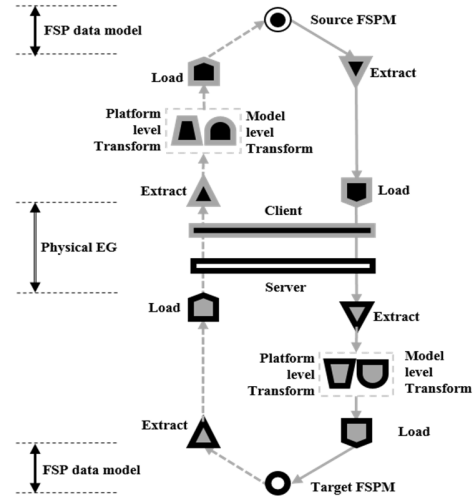 Source FSPM
FSP data model
Load
Extract
Platform
level
Transform
Model
level
Transform
Extract
Load
Client
Physical EG
Server
Load
Extract
Platform
level
Transform
Model
level
Transform
Extract
Load
FSP data model
Target FSPM